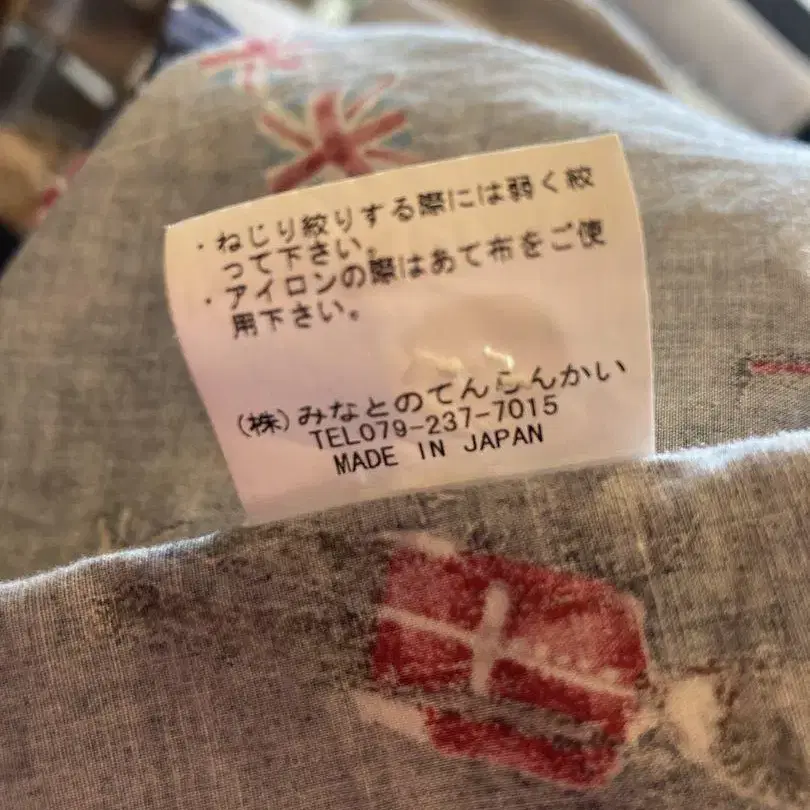 ・ねじり絞りする際には弱く絞
って下さい。
・アイロンの際はあて布をご使
用下さい。
(株)みなとのてんらんかい
TEL079-237-7015
MADE IN JAPAN